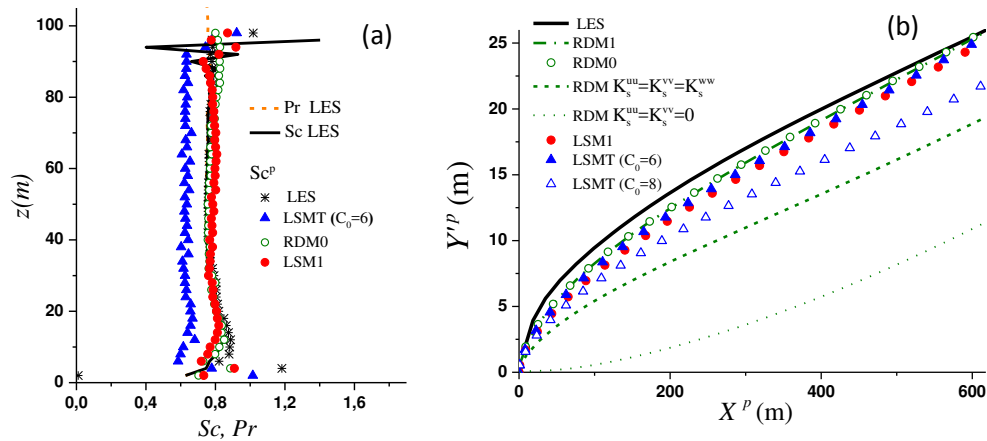 (a)
100
80
60
40
20
0
z(m)
Pr LES
Sc LES
Sc^p
LES
LSMT (C_0=6)
RDM0
LSM1
0,0
0,4
0,8
1,2
1,6
Sc, Pr
(b)
25
20
15
10
5
0
Y'^p (m)
LES
RDM1
RDM0
RDM K_s^uu=K_s^vv=K_s^ww
RDM K_s^uu=K_s^vv=0
LSM1
LSMT (C_0=6)
LSMT (C_0=8)
0
200
400
600
X^p (m)